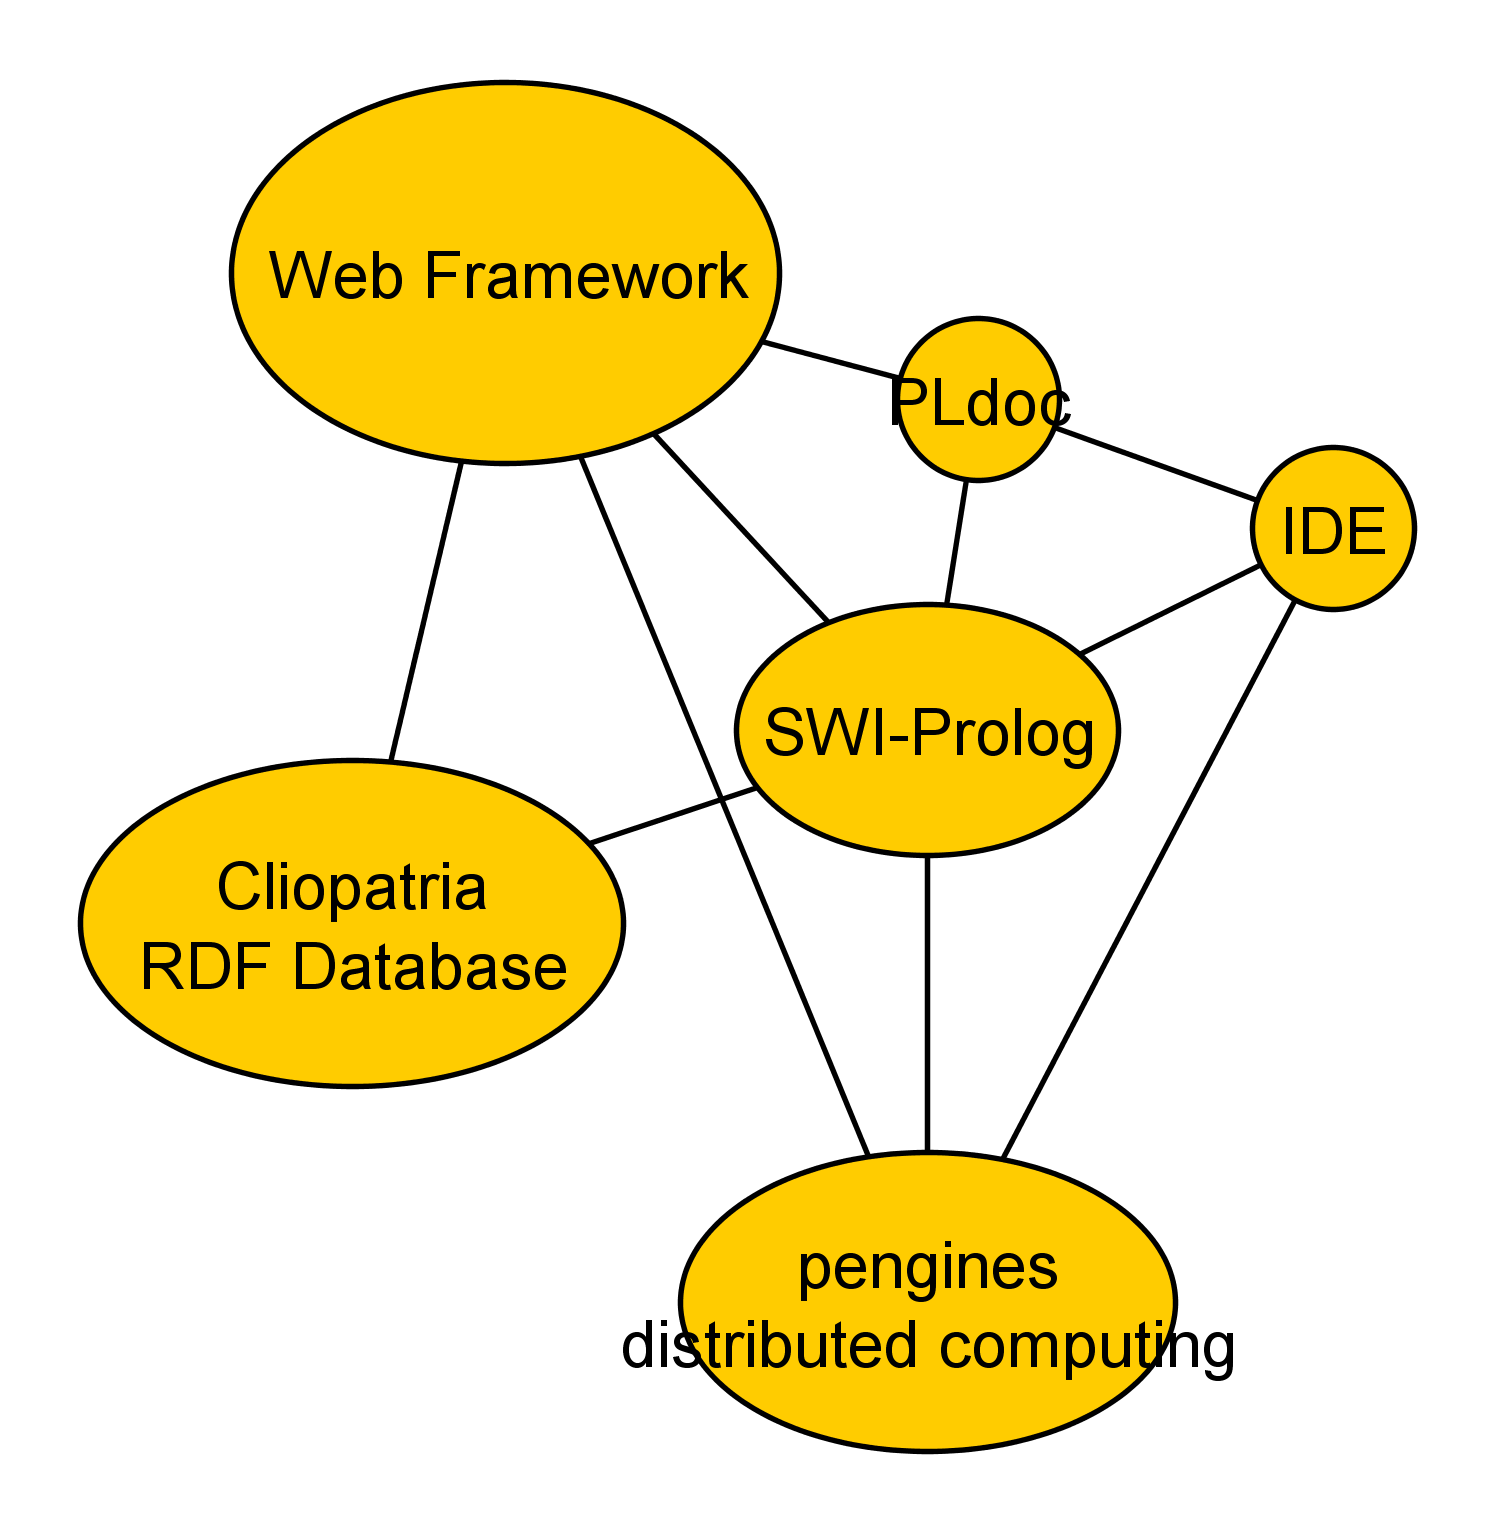 Web Framework
PLdoc
IDE
SWI-Prolog
Cliopatria
RDF Database
pengines
distributed computing